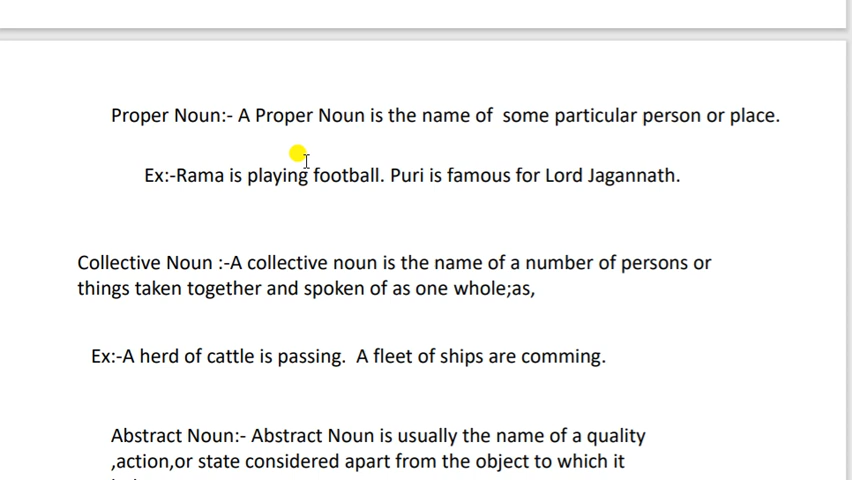 Proper Noun:- A Proper Noun is the name of  some particular person or place.
Ex:-Rama is playing football. Puri is famous for Lord Jagannath.
Collective Noun :-A collective noun is the name of a number of persons or
things taken together and spoken of as one whole;as,
Ex:-A herd of cattle is passing.  A fleet of ships are comming.
Abstract Noun:- Abstract Noun is usually the name of a quality
,action,or state considered apart from the object to which it